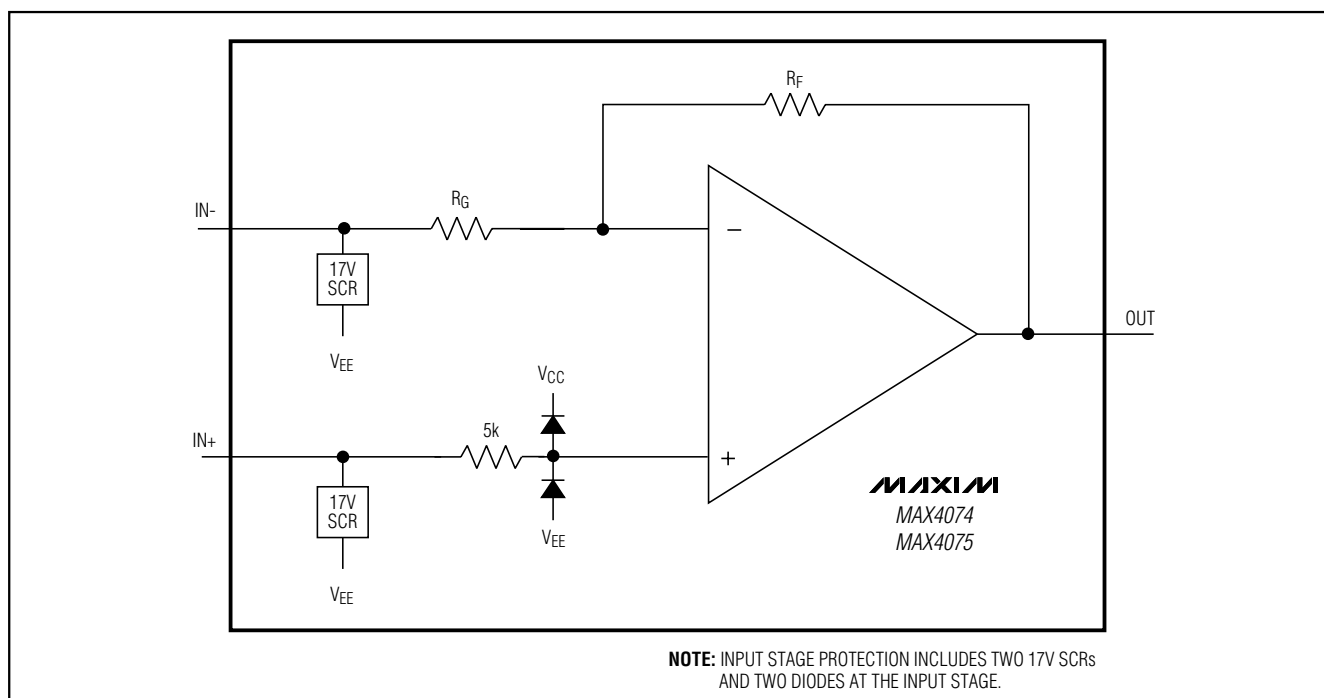 RF
RG
IN-
17V
SCR
VEE
OUT
VCC
IN+
5k
17V
SCR
VEE
VEE
−
+
MAXIM
MAX4074
MAX4075
NOTE: INPUT STAGE PROTECTION INCLUDES TWO 17V SCRs
AND TWO DIODES AT THE INPUT STAGE.